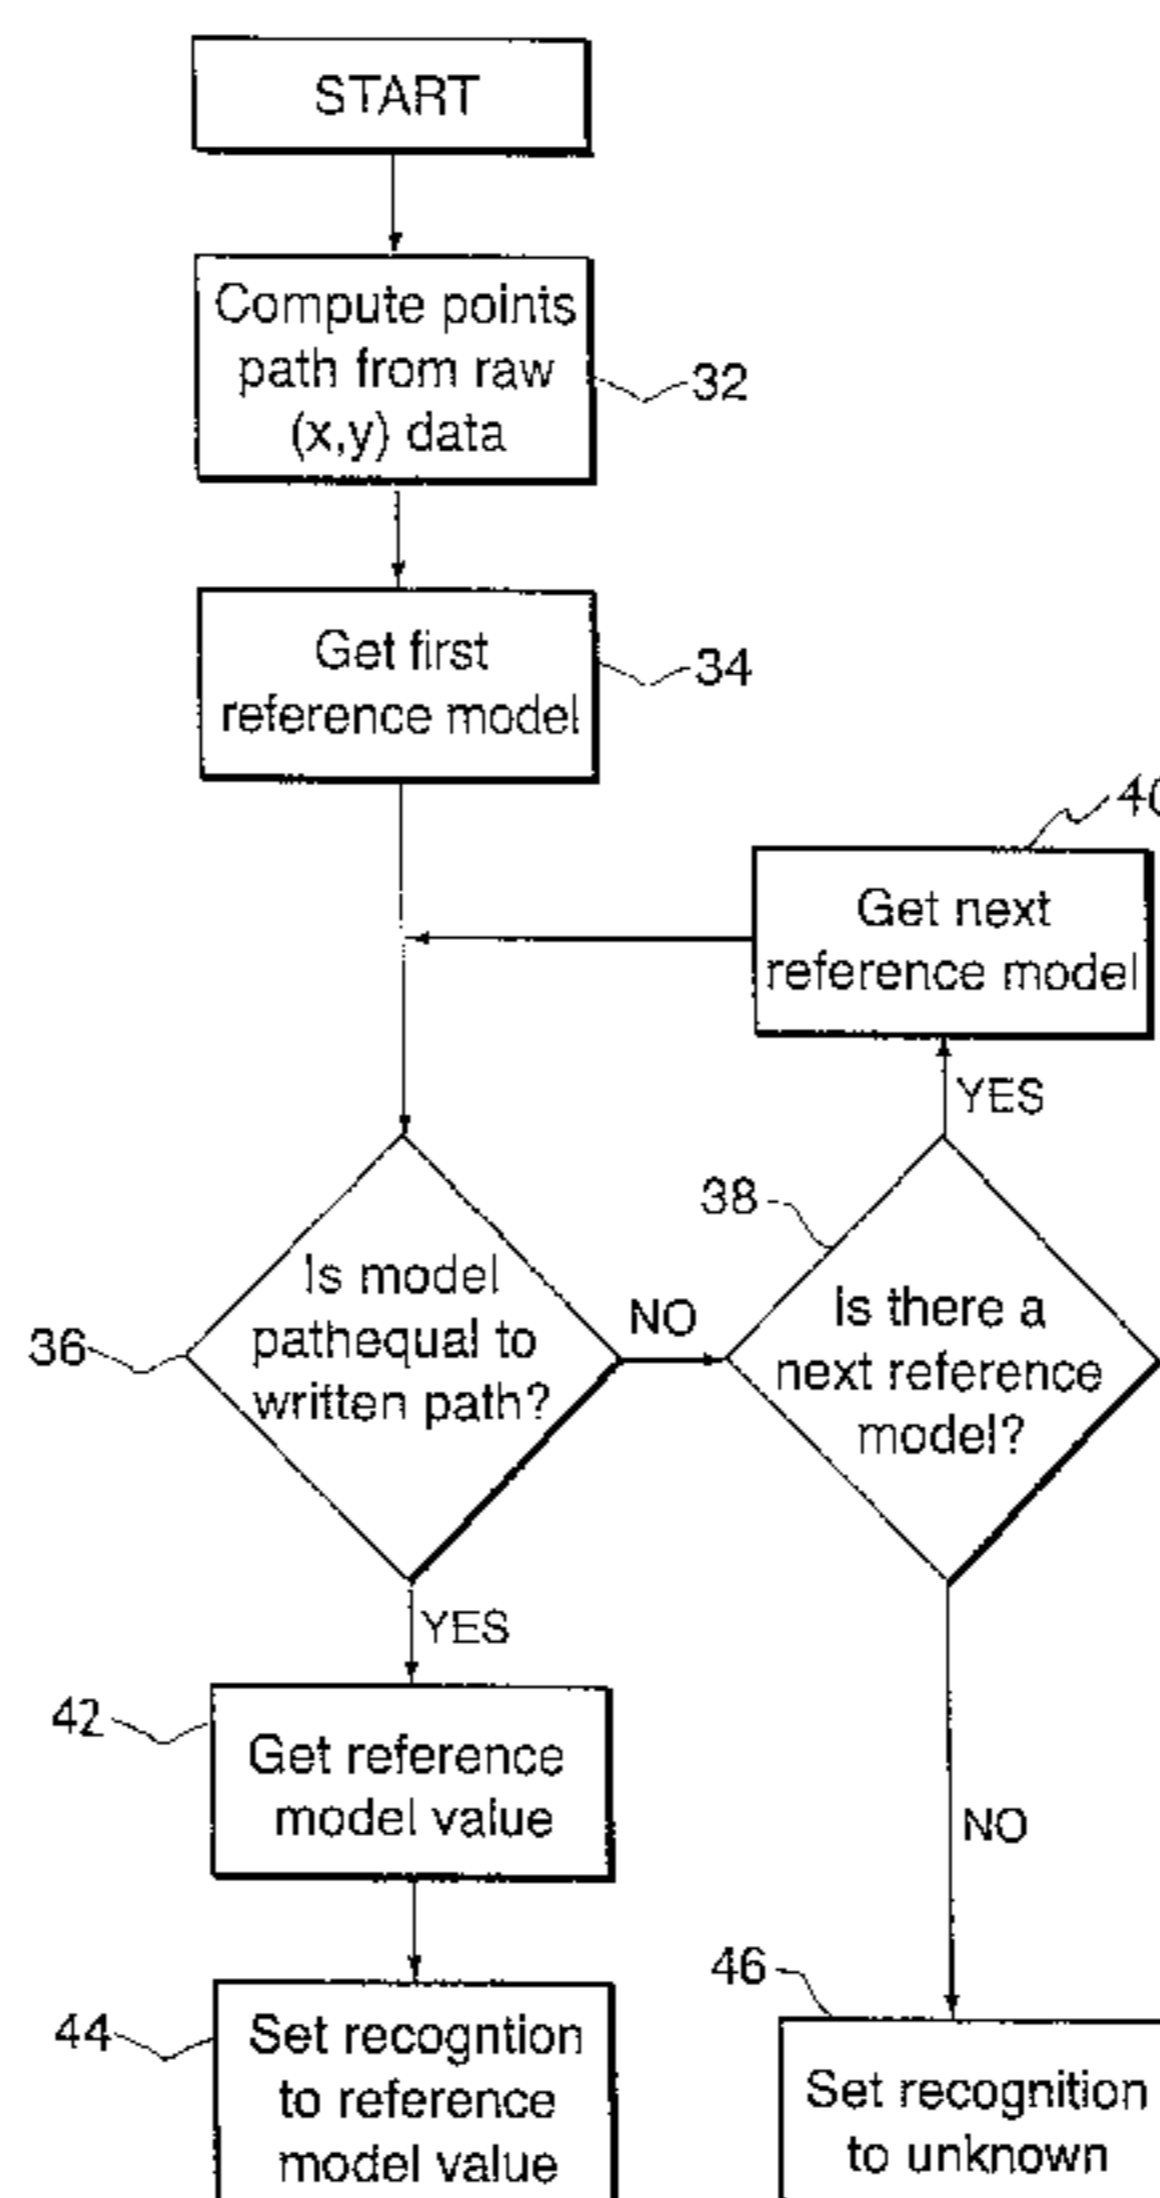 START
Compute points
path from raw
(x,y) data
32
Get first
reference model
34
40
Get next
reference model
YES
38
Is model
pathequal to
written path?
36
NO
Is there a
next reference
model?
YES
42
Get reference
model value
NO
44
Set recogntion
to reference
model value
46
Set recognition
to unknown